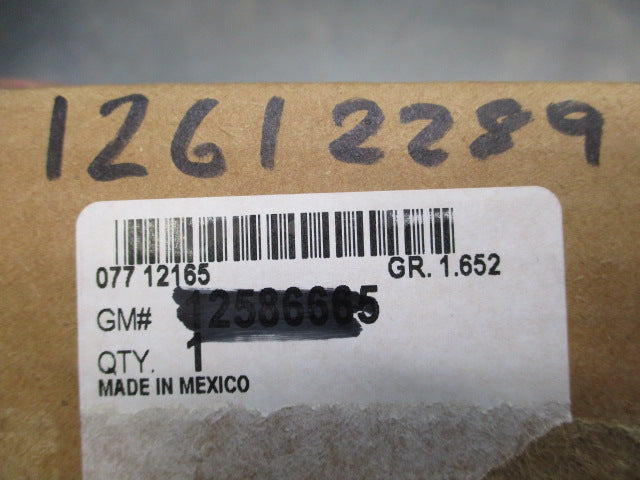 12612289
077 12165 GR. 1.652
GM# 12586665
QTY. 1
MADE IN MEXICO